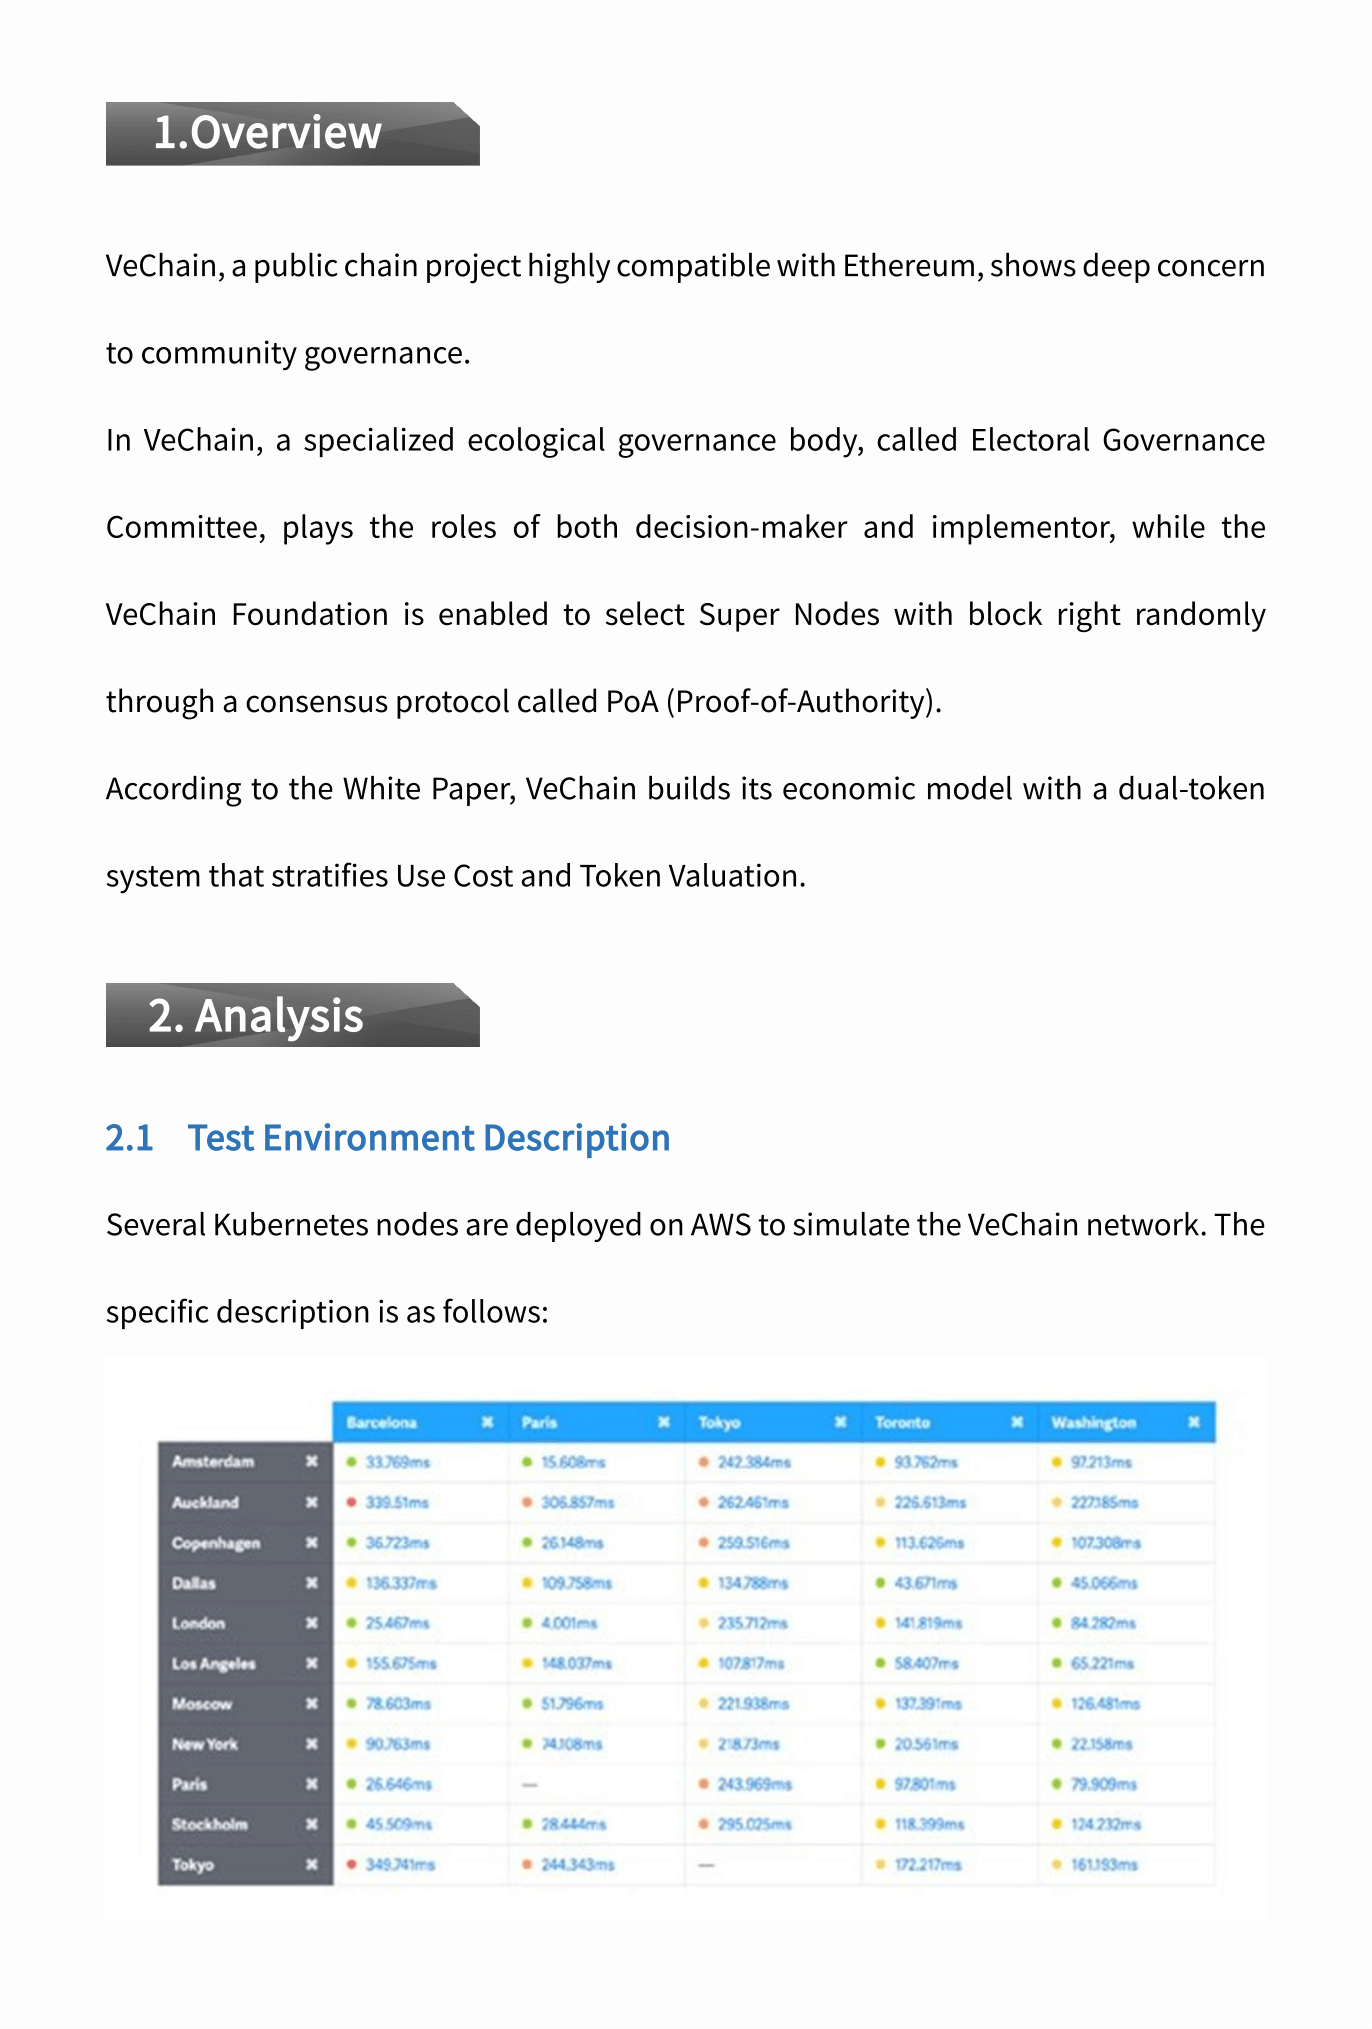 1.Overview
VeChain, a public chain project highly compatible with Ethereum, shows deep concern
to community governance.
In VeChain, a specialized ecological governance body, called Electoral Governance
Committee, plays the roles of both decision-maker and implementor, while the
VeChain Foundation is enabled to select Super Nodes with block right randomly
through a consensus protocol called PoA (Proof-of-Authority).
According to the White Paper, VeChain builds its economic model with a dual-token
system that stratifies Use Cost and Token Valuation.
2. Analysis
2.1 Test Environment Description
Several Kubernetes nodes are deployed on AWS to simulate the VeChain network. The
specific description is as follows:
Barcelona Paris Tokyo Toronto Washington
Amsterdam 33.769ms 15.608ms 242.384ms 93.762ms 97.213ms
Auckland 339.51ms 306.857ms 262.461ms 226.613ms 227.185ms
Copenhagen 36.723ms 26.148ms 259.516ms 113.626ms 107.308ms
Dallas 136.337ms 109.758ms 134.788ms 43.671ms 45.066ms
London 25.467ms 4.001ms 235.712ms 141.819ms 84.282ms
Los Angeles 155.675ms 148.037ms 107.817ms 58.407ms 65.221ms
Moscow 78.603ms 51.796ms 221.938ms 137.391ms 126.481ms
New York 90.763ms 74.108ms 218.73ms 20.561ms 22.158ms
Paris 26.646ms — 243.969ms 97.801ms 79.909ms
Stockholm 45.509ms 28.444ms 295.025ms 118.399ms 124.232ms
Tokyo 349.741ms 244.343ms — 172.217ms 161.193ms